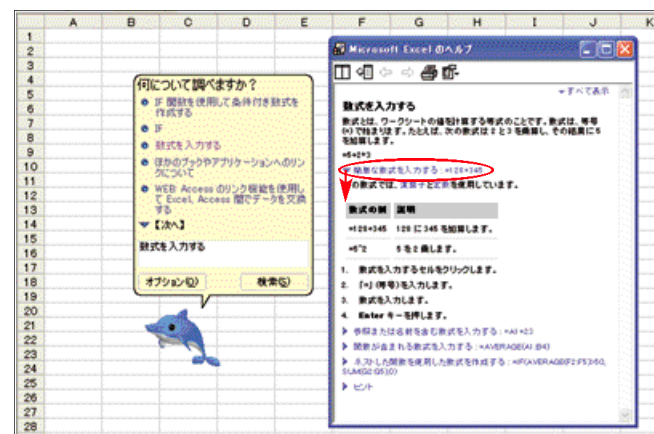 A B C D E F G H I J K
1
2
3
4
5
6
7
8
9
10
11
12
13
14
15
16
17
18
19
20
21
22
23
24
25
26
27
28
何について調べますか?
IF 関数を使用して条件付き数式を
作成する
IF
数式を入力する
ほかのブックやアプリケーションへのリン
クについて
WEB: Access のリンク機能を使用し
て Excel, Access 間でデータを交換
する
【次へ】
数式を入力する
オプション(O) 検索(S)
Microsoft Excel のヘルプ
すべて表示
数式を入力する
数式とは、ワークシートの値を計算する等式のことです。数式は、等号
(=) で始まります。たとえば、次の数式は 2 と 3 を乗算し、その結果に 5
を加算します。
=5+2*3
簡単な数式を入力する : =128+345
の数式では、演算子と定数を使用しています。
数式の例 説明
=128+345 128 に 345 を加算します。
=5^2 5 を 2 乗します。
1. 数式を入力するセルをクリックします。
2. 「=」 (等号) を入力します。
3. 数式を入力します。
4. Enter キーを押します。
参照または名前を含む数式を入力する : =A1+23
関数が含まれる数式を入力する : =AVERAGE(A1:B4)
ネストした関数を使用した数式を作成する : =IF(AVERAGE(F2:F5)>50,
SUM(G2:G5),0)
ヒント